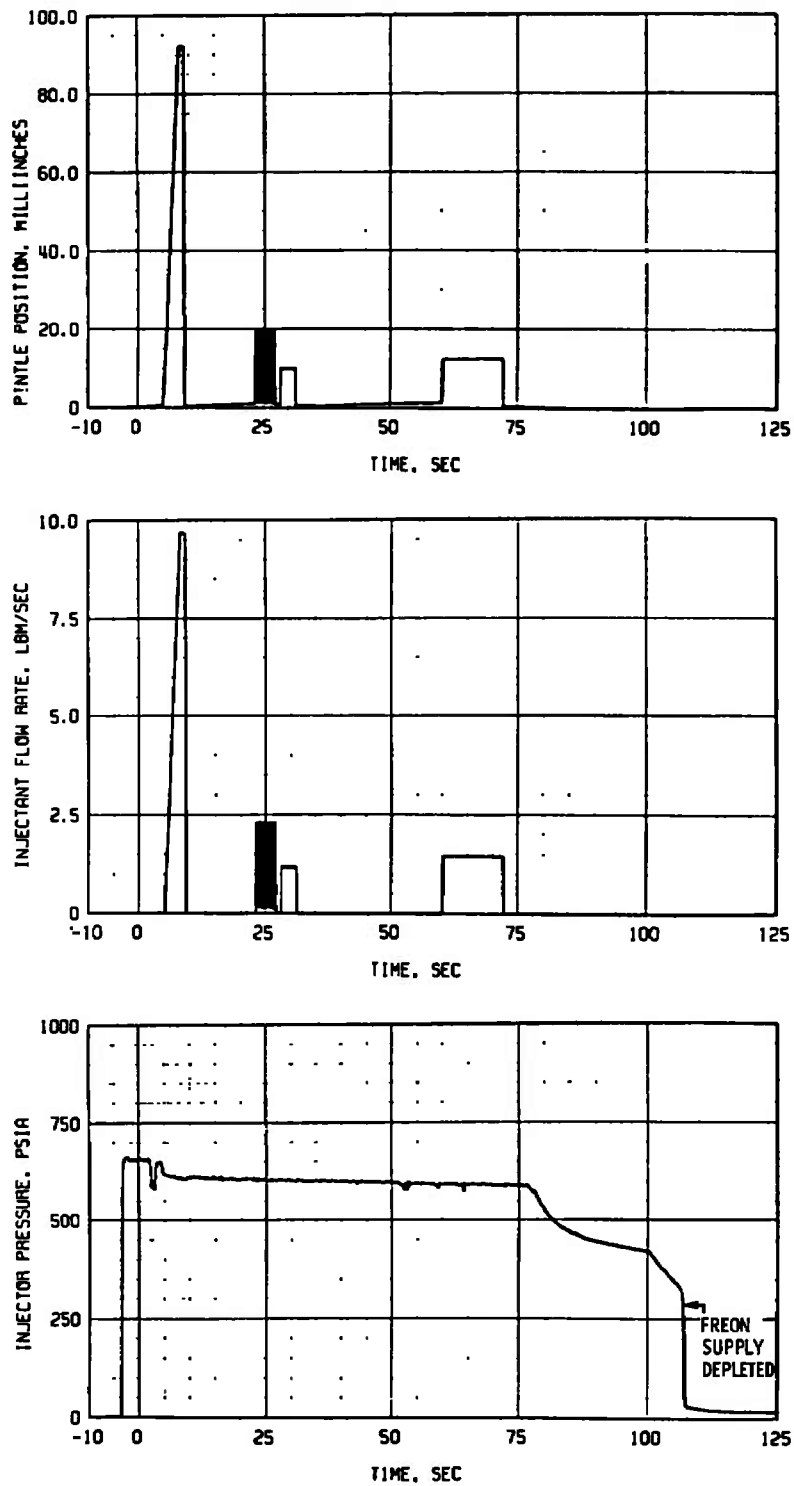 100.0
80.0
60.0
40.0
20.0
0
PINTLE POSITION, MILLIINCHES
-10 0 25 50 75 100 125
TIME, SEC
10.0
7.5
5.0
2.5
0
INJECTANT FLOW RATE, LBM/SEC
-10 0 25 50 75 100 125
TIME, SEC
1000
750
500
250
0
INJECTOR PRESSURE, PSIA
FREON
SUPPLY
DEPLETED
-10 0 25 50 75 100 125
TIME, SEC